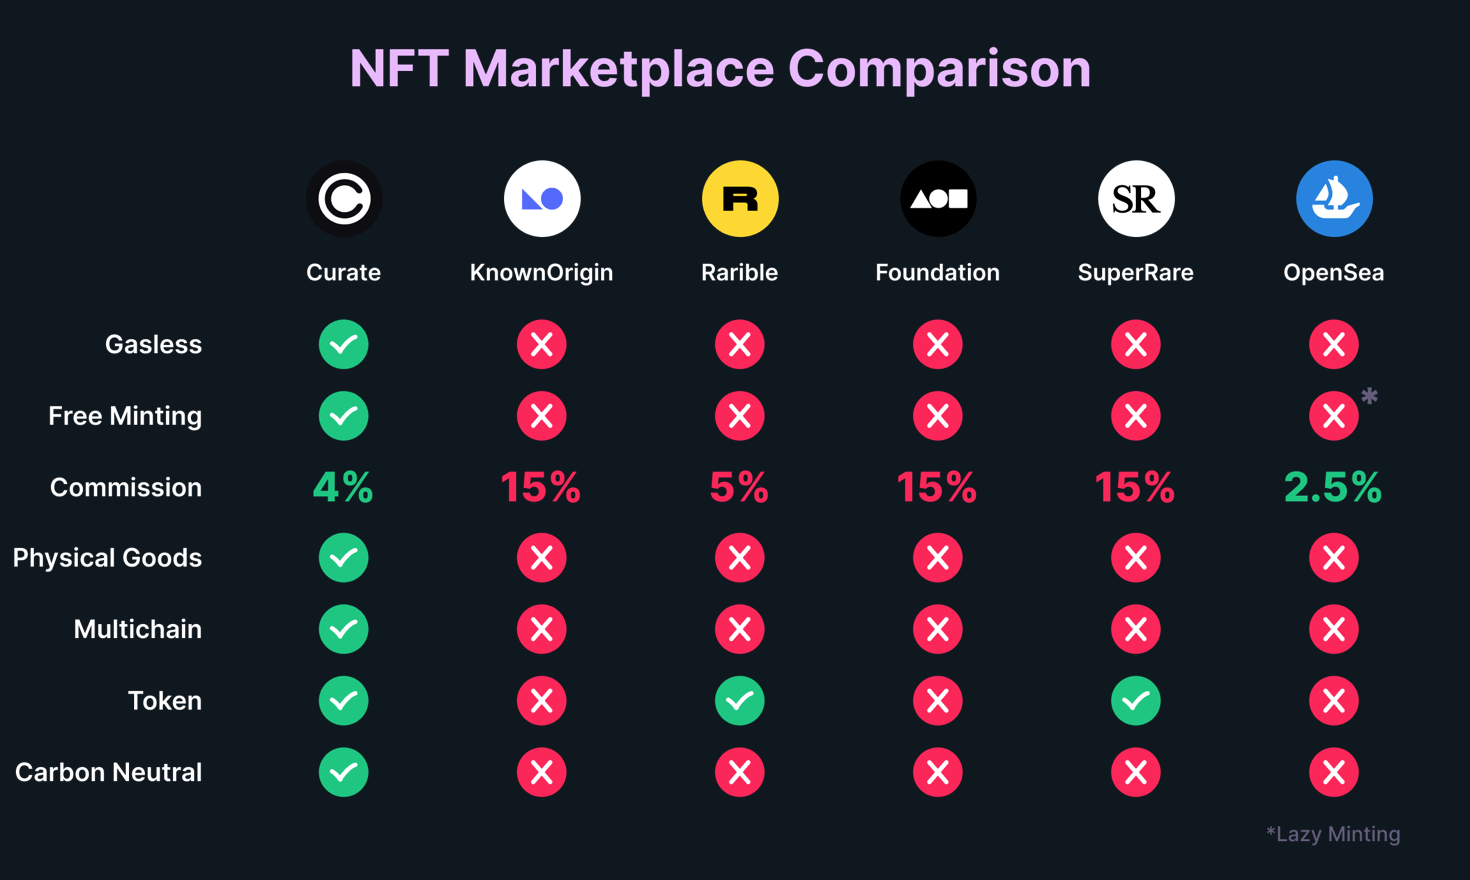 NFT Marketplace Comparison
C
R
SR
Curate KnownOrigin Rarible Foundation SuperRare OpenSea
Gasless
Free Minting *
Commission 4% 15% 5% 15% 15% 2.5%
Physical Goods
Multichain
Token
Carbon Neutral
*Lazy Minting